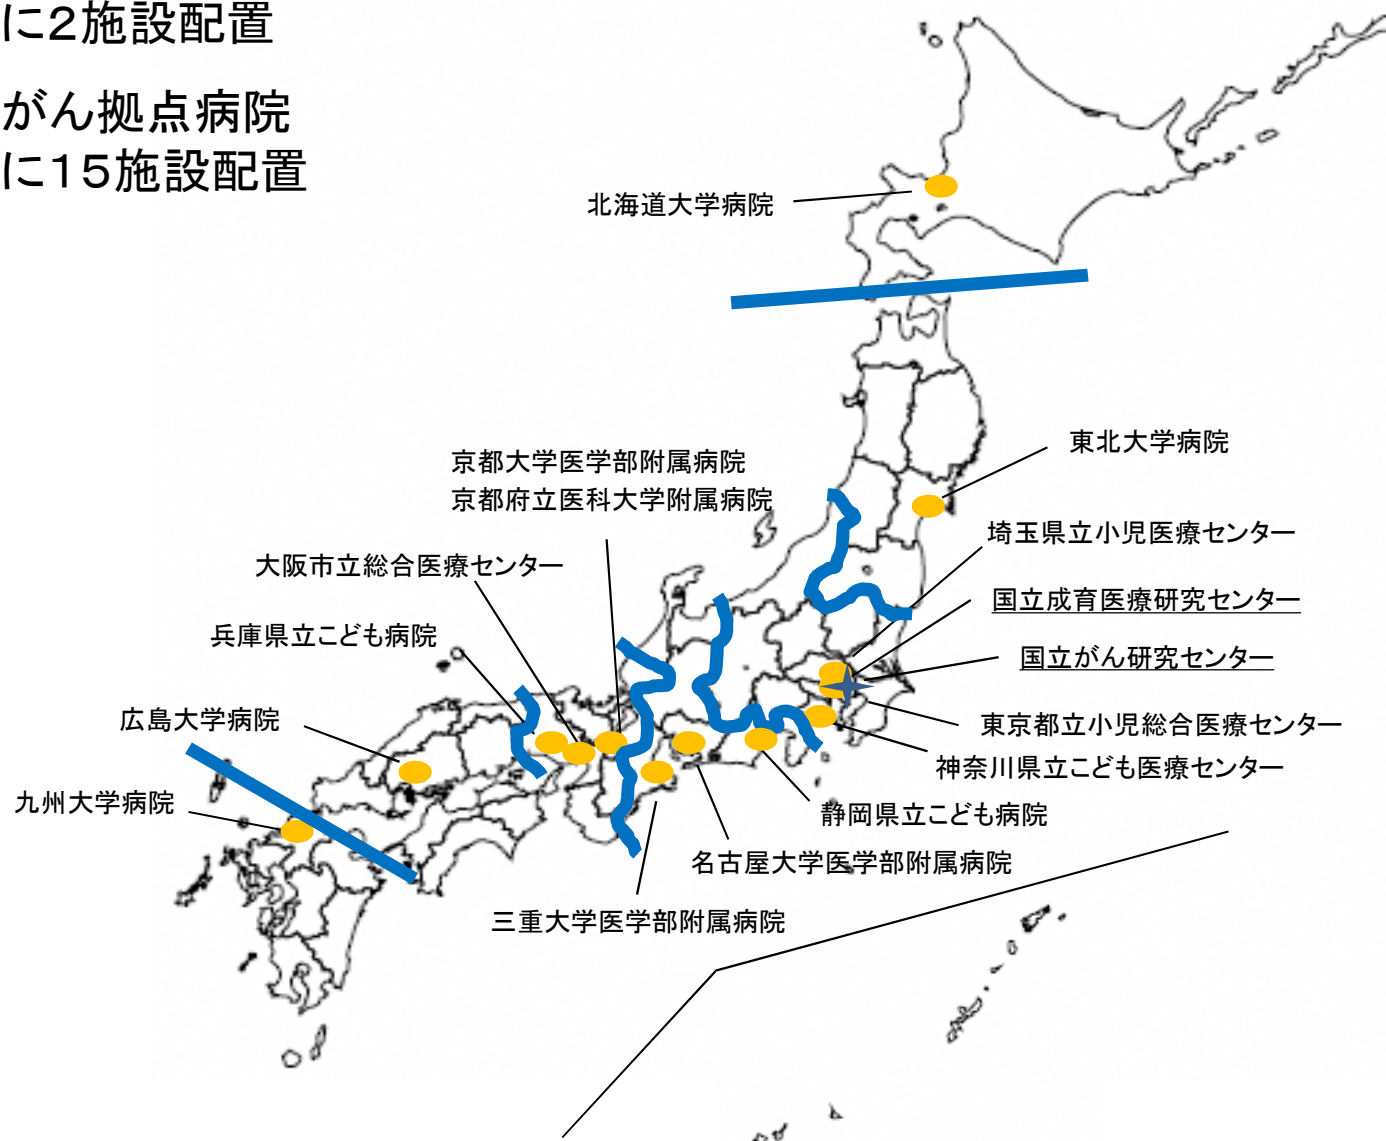 に2施設配置
がん拠点病院
に15施設配置
北海道大学病院
東北大学病院
京都大学医学部附属病院
京都府立医科大学附属病院
埼玉県立小児医療センター
大阪市立総合医療センター
国立成育医療研究センター
兵庫県立こども病院
国立がん研究センター
広島大学病院
東京都立小児総合医療センター
神奈川県立こども医療センター
九州大学病院
静岡県立こども病院
名古屋大学医学部附属病院
三重大学医学部附属病院